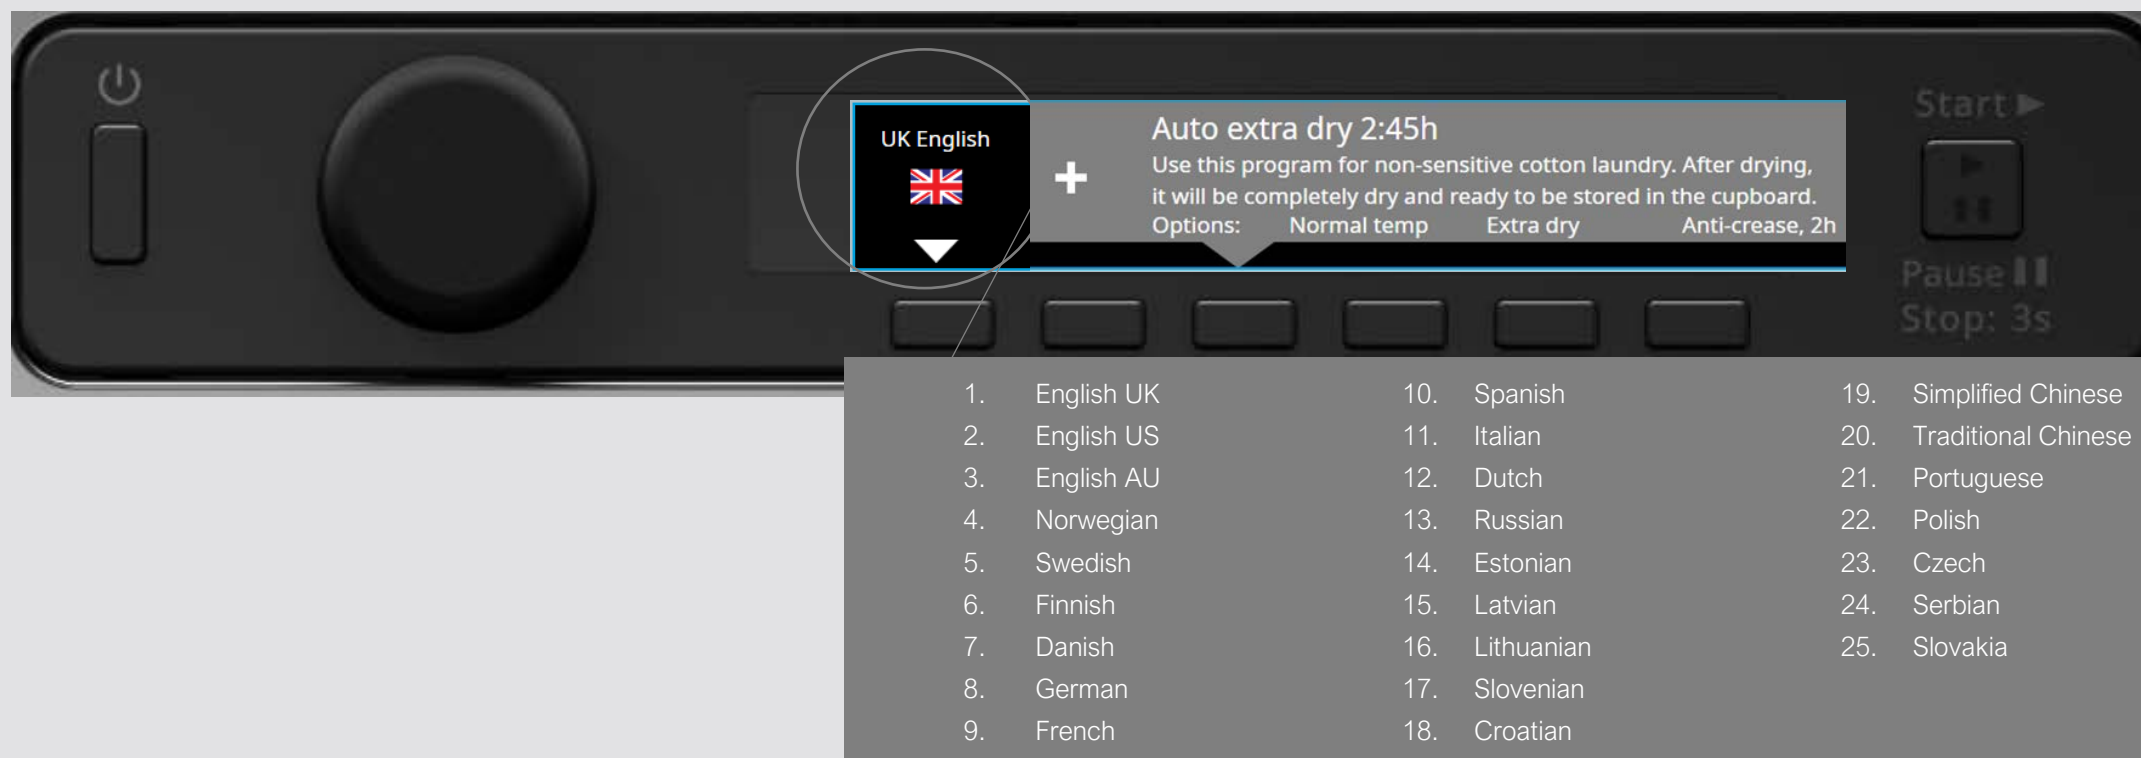 UK English
Auto extra dry 2:45h
Use this program for non-sensitive cotton laundry. After drying,
it will be completely dry and ready to be stored in the cupboard.
Options: Normal temp Extra dry Anti-crease, 2h
Start
Pause
Stop: 3s
1. English UK
2. English US
3. English AU
4. Norwegian
5. Swedish
6. Finnish
7. Danish
8. German
9. French
10. Spanish
11. Italian
12. Dutch
13. Russian
14. Estonian
15. Latvian
16. Lithuanian
17. Slovenian
18. Croatian
19. Simplified Chinese
20. Traditional Chinese
21. Portuguese
22. Polish
23. Czech
24. Serbian
25. Slovakia